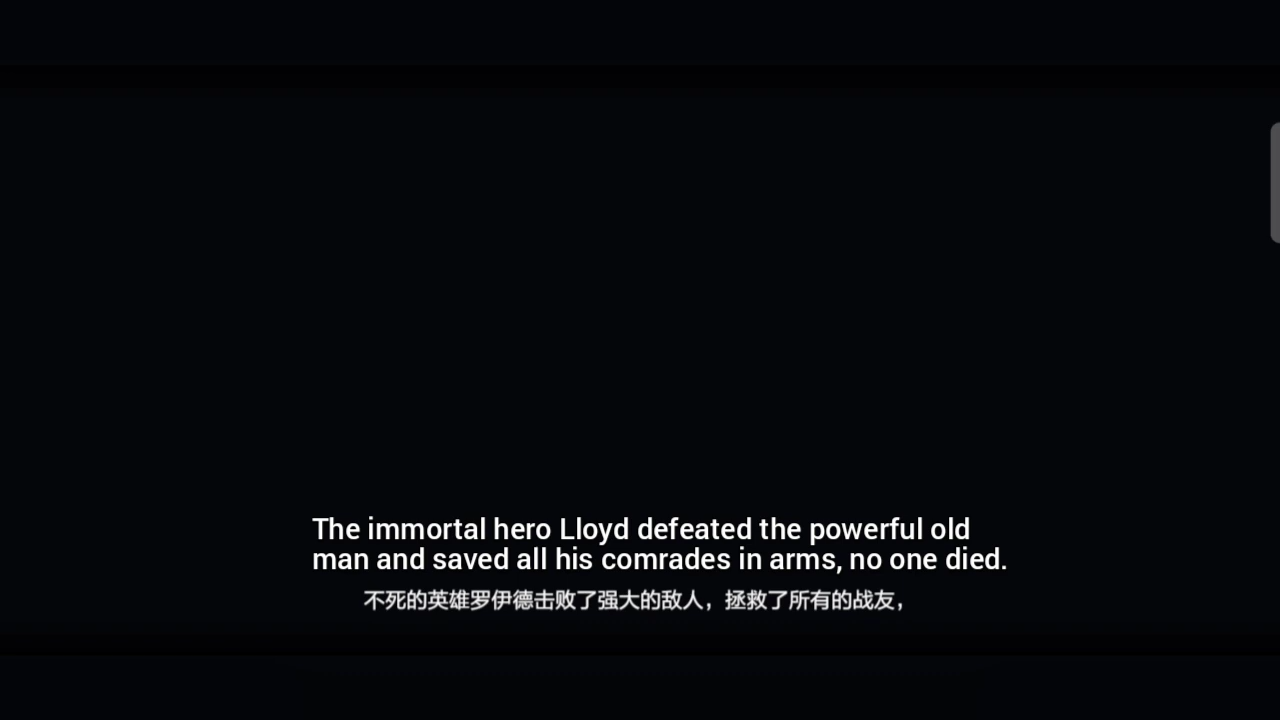 The immortal hero Lloyd defeated the powerful old
man and saved all his comrades in arms, no one died.
不死的英雄罗伊德击败了强大的敌人，拯救了所有的战友，